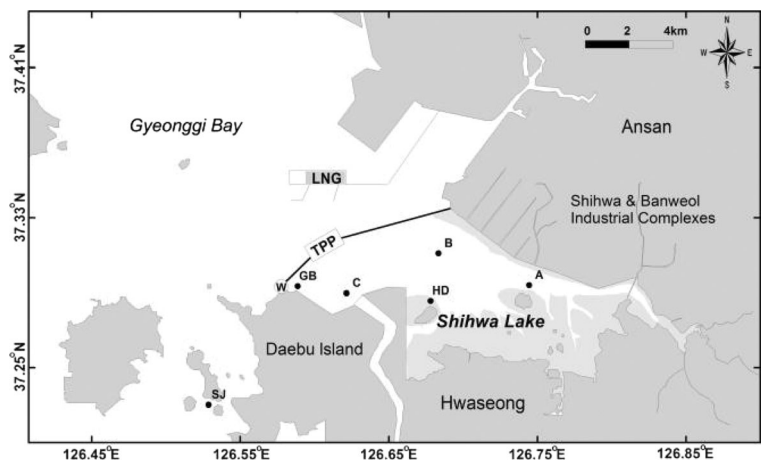 0 2 4km
N
W E
S
37.41°N
Gyeonggi Bay
Ansan
LNG
Shihwa & Banweol
Industrial Complexes
37.33°N
TPP
B
W
GB
C
A
HD
Shihwa Lake
Daebu Island
37.25°N
SJ
Hwaseong
126.45°E 126.55°E 126.65°E 126.75°E 126.85°E